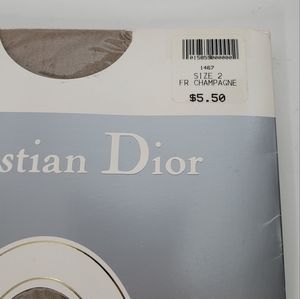 1467
SIZE 2
FR CHAMPAGNE
$5.50
stian Dior